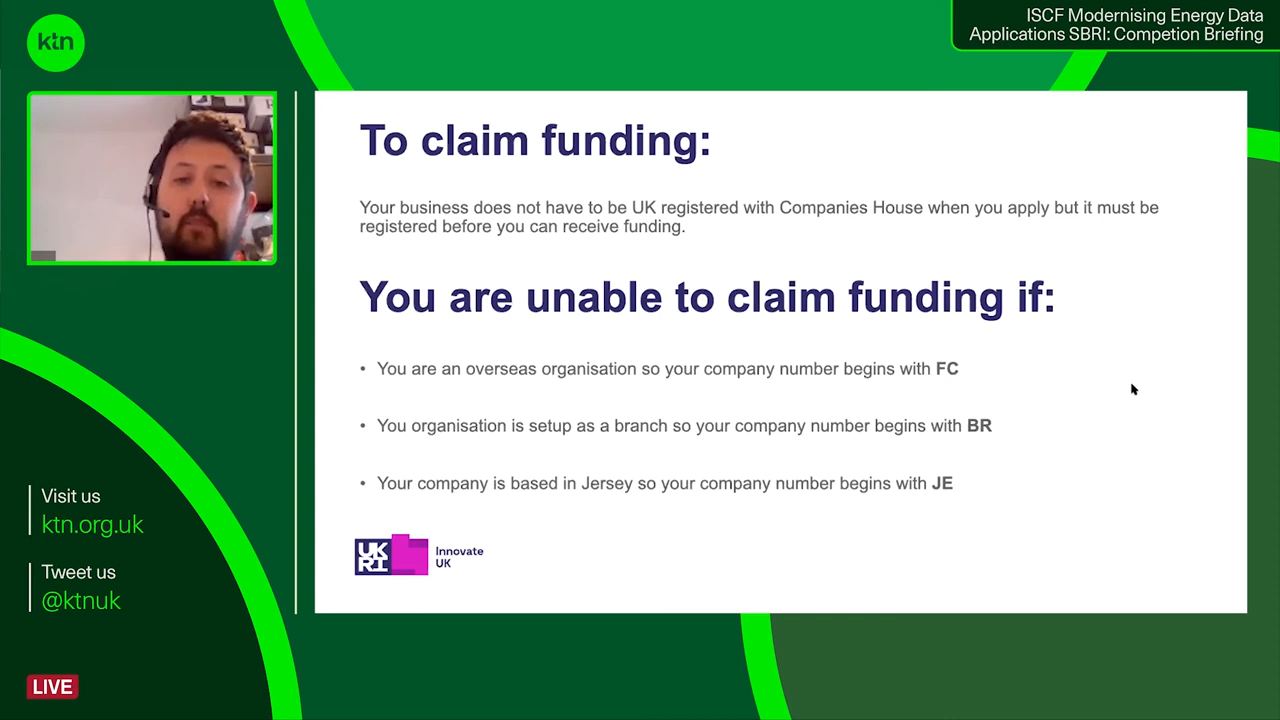 ktn
ISCF Modernising Energy Data
Applications SBRI: Competion Briefing
To claim funding:
Your business does not have to be UK registered with Companies House when you apply but it must be
registered before you can receive funding.
You are unable to claim funding if:
• You are an overseas organisation so your company number begins with FC
• You organisation is setup as a branch so your company number begins with BR
• Your company is based in Jersey so your company number begins with JE
UK
RI
Innovate
UK
Visit us
ktn.org.uk
Tweet us
@ktnuk
LIVE